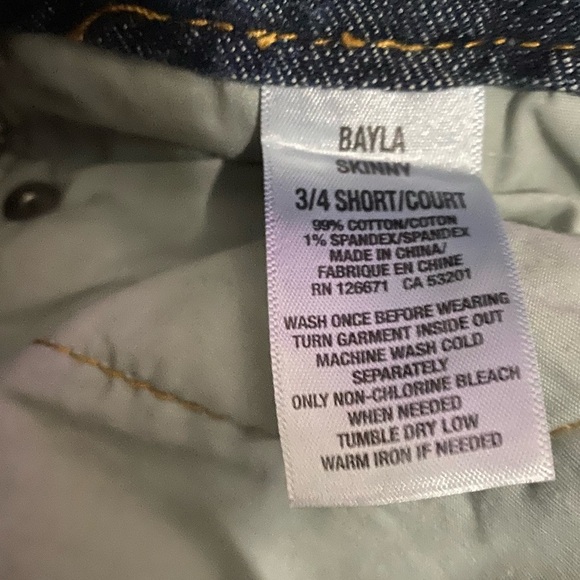 BAYLA
SKINNY
3/4 SHORT/COURT
99% COTTON/COTON
1% SPANDEX/SPANDEX
MADE IN CHINA/
FABRIQUE EN CHINE
RN 126671 CA 53201
WASH ONCE BEFORE WEARING
TURN GARMENT INSIDE OUT
MACHINE WASH COLD
SEPARATELY
ONLY NON-CHLORINE BLEACH
WHEN NEEDED
TUMBLE DRY LOW
WARM IRON IF NEEDED